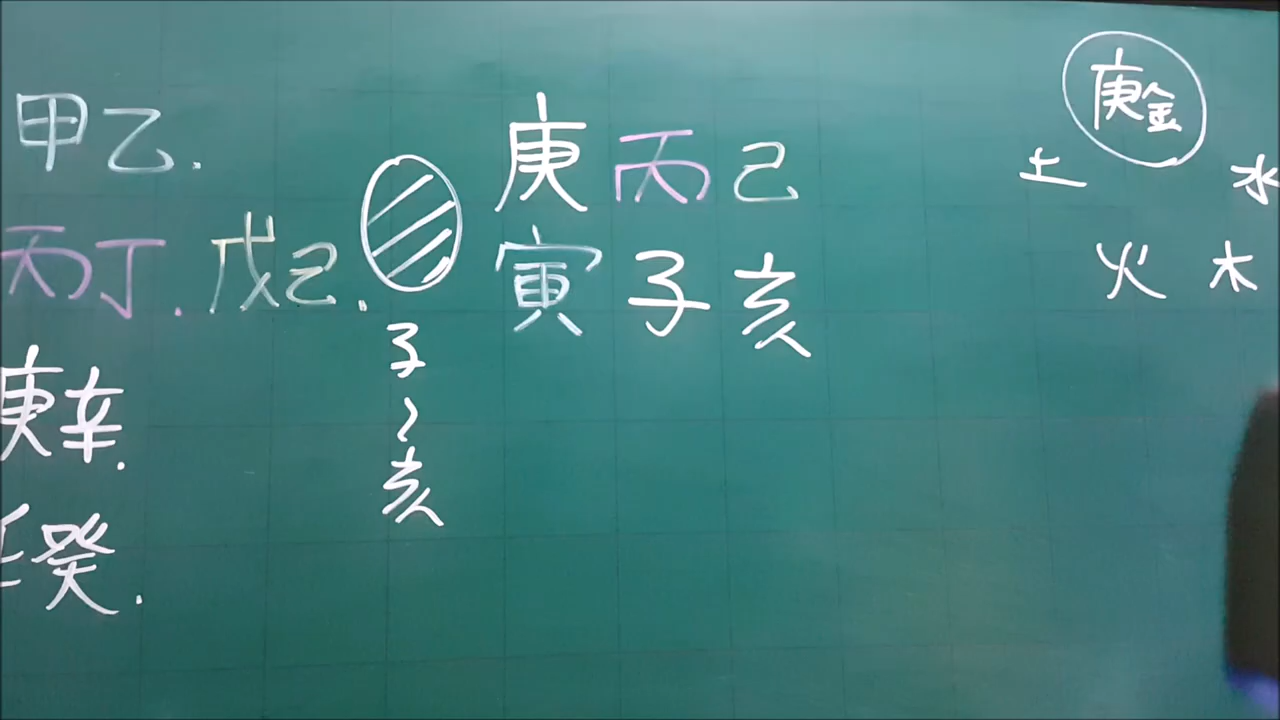 甲乙.
丙丁.戊己.
庚辛.
壬癸.
子
~
亥
庚丙己
寅子亥
庚金
土 水
火 木